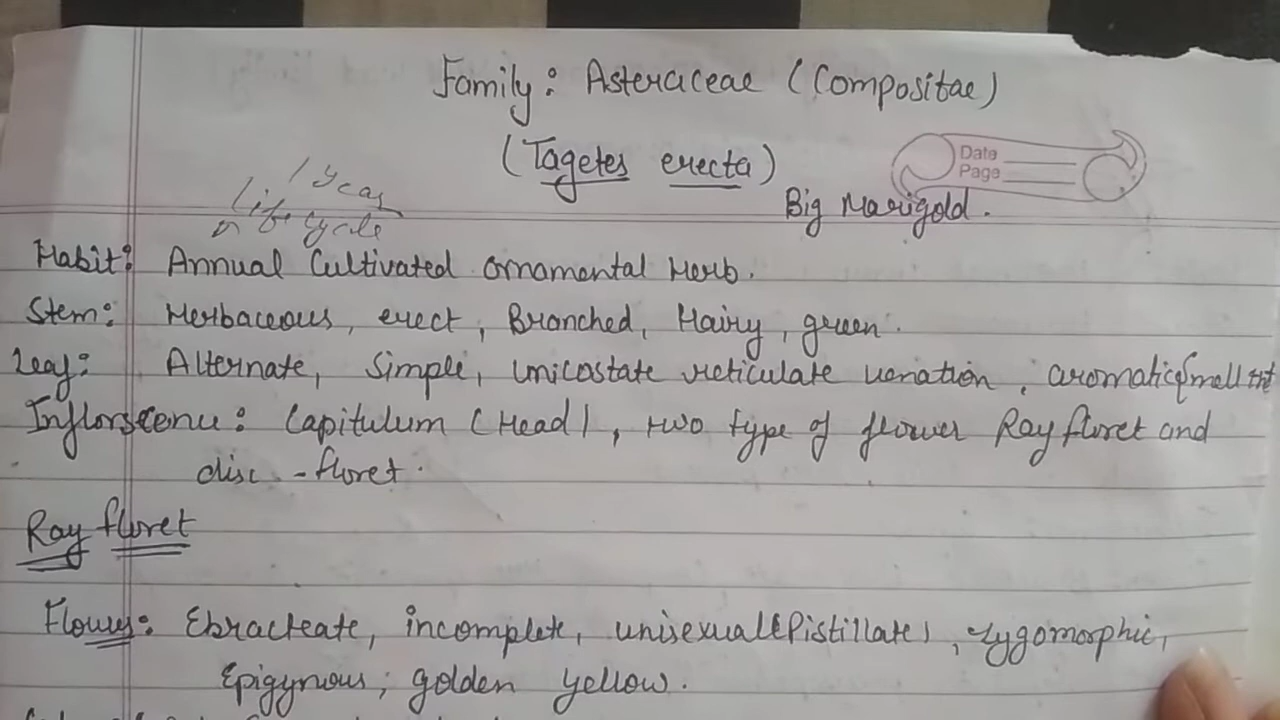 Family: Asteraceae (Compositae)
(Tagetes erecta)
Date
Page
Big Marigold.
1 year
life cycle
Habit: Annual Cultivated ornamental Herb.
Stem: Herbaceous, erect, Branched, Hairy, green.
Leaf: Alternate, Simple, Unicostate reticulate venation, aromatic smell
Inflorscence: Capitulum (Head), two type of flower Ray floret and
disc-floret.
Ray floret
Flower: Ebracteate, incomplete, unisexual (Pistillate), zygomorphic,
Epigynous, golden yellow.